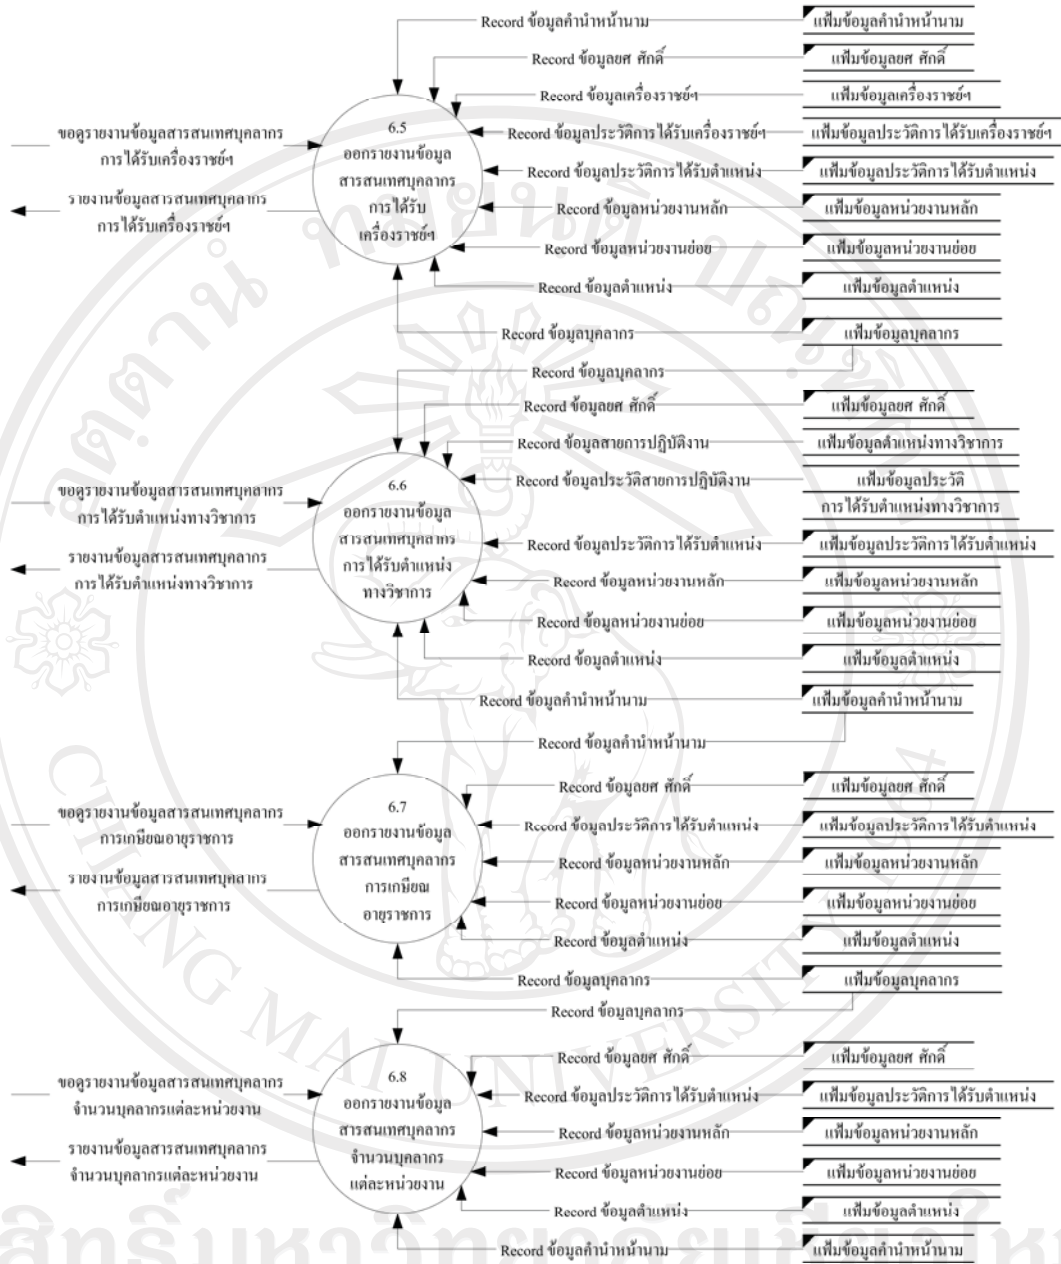 Record ข้อมูลคำนำหน้านาม แฟ้มข้อมูลคำนำหน้านาม
Record ข้อมูลยศ ศักดิ์ แฟ้มข้อมูลยศ ศักดิ์
Record ข้อมูลเครื่องราชย์ฯ แฟ้มข้อมูลเครื่องราชย์ฯ
ขอดูรายงานข้อมูลสารสนเทศบุคลากร
การได้รับเครื่องราชย์ฯ
รายงานข้อมูลสารสนเทศบุคลากร
การได้รับเครื่องราชย์ฯ
6.5
ออกรายงานข้อมูล
สารสนเทศบุคลากร
การได้รับ
เครื่องราชย์ฯ
Record ข้อมูลประวัติการได้รับเครื่องราชย์ฯ แฟ้มข้อมูลประวัติการได้รับเครื่องราชย์ฯ
Record ข้อมูลประวัติการได้รับตำแหน่ง แฟ้มข้อมูลประวัติการได้รับตำแหน่ง
Record ข้อมูลหน่วยงานหลัก แฟ้มข้อมูลหน่วยงานหลัก
Record ข้อมูลหน่วยงานย่อย แฟ้มข้อมูลหน่วยงานย่อย
Record ข้อมูลตำแหน่ง แฟ้มข้อมูลตำแหน่ง
Record ข้อมูลบุคลากร แฟ้มข้อมูลบุคลากร
Record ข้อมูลบุคลากร
Record ข้อมูลยศ ศักดิ์ แฟ้มข้อมูลยศ ศักดิ์
Record ข้อมูลสายการปฏิบัติงาน แฟ้มข้อมูลตำแหน่งทางวิชาการ
Record ข้อมูลประวัติสายการปฏิบัติงาน แฟ้มข้อมูลประวัติ
การได้รับตำแหน่งทางวิชาการ
ขอดูรายงานข้อมูลสารสนเทศบุคลากร
การได้รับตำแหน่งทางวิชาการ
รายงานข้อมูลสารสนเทศบุคลากร
การได้รับตำแหน่งทางวิชาการ
6.6
ออกรายงานข้อมูล
สารสนเทศบุคลากร
การได้รับตำแหน่ง
ทางวิชาการ
Record ข้อมูลประวัติการได้รับตำแหน่ง แฟ้มข้อมูลประวัติการได้รับตำแหน่ง
Record ข้อมูลหน่วยงานหลัก แฟ้มข้อมูลหน่วยงานหลัก
Record ข้อมูลหน่วยงานย่อย แฟ้มข้อมูลหน่วยงานย่อย
Record ข้อมูลตำแหน่ง แฟ้มข้อมูลตำแหน่ง
Record ข้อมูลคำนำหน้านาม แฟ้มข้อมูลคำนำหน้านาม
Record ข้อมูลคำนำหน้านาม
Record ข้อมูลยศ ศักดิ์ แฟ้มข้อมูลยศ ศักดิ์
ขอดูรายงานข้อมูลสารสนเทศบุคลากร
การเกษียณอายุราชการ
รายงานข้อมูลสารสนเทศบุคลากร
การเกษียณอายุราชการ
6.7
ออกรายงานข้อมูล
สารสนเทศบุคลากร
การเกษียณ
อายุราชการ
Record ข้อมูลประวัติการได้รับตำแหน่ง แฟ้มข้อมูลประวัติการได้รับตำแหน่ง
Record ข้อมูลหน่วยงานหลัก แฟ้มข้อมูลหน่วยงานหลัก
Record ข้อมูลหน่วยงานย่อย แฟ้มข้อมูลหน่วยงานย่อย
Record ข้อมูลตำแหน่ง แฟ้มข้อมูลตำแหน่ง
Record ข้อมูลบุคลากร แฟ้มข้อมูลบุคลากร
Record ข้อมูลบุคลากร
Record ข้อมูลยศ ศักดิ์ แฟ้มข้อมูลยศ ศักดิ์
ขอดูรายงานข้อมูลสารสนเทศบุคลากร
จำนวนบุคลากรแต่ละหน่วยงาน
รายงานข้อมูลสารสนเทศบุคลากร
จำนวนบุคลากรแต่ละหน่วยงาน
6.8
ออกรายงานข้อมูล
สารสนเทศบุคลากร
จำนวนบุคลากร
แต่ละหน่วยงาน
Record ข้อมูลประวัติการได้รับตำแหน่ง แฟ้มข้อมูลประวัติการได้รับตำแหน่ง
Record ข้อมูลหน่วยงานหลัก แฟ้มข้อมูลหน่วยงานหลัก
Record ข้อมูลหน่วยงานย่อย แฟ้มข้อมูลหน่วยงานย่อย
Record ข้อมูลตำแหน่ง แฟ้มข้อมูลตำแหน่ง
Record ข้อมูลคำนำหน้านาม แฟ้มข้อมูลคำนำหน้านาม
CHIANG MAI UNIVERSITY 1964